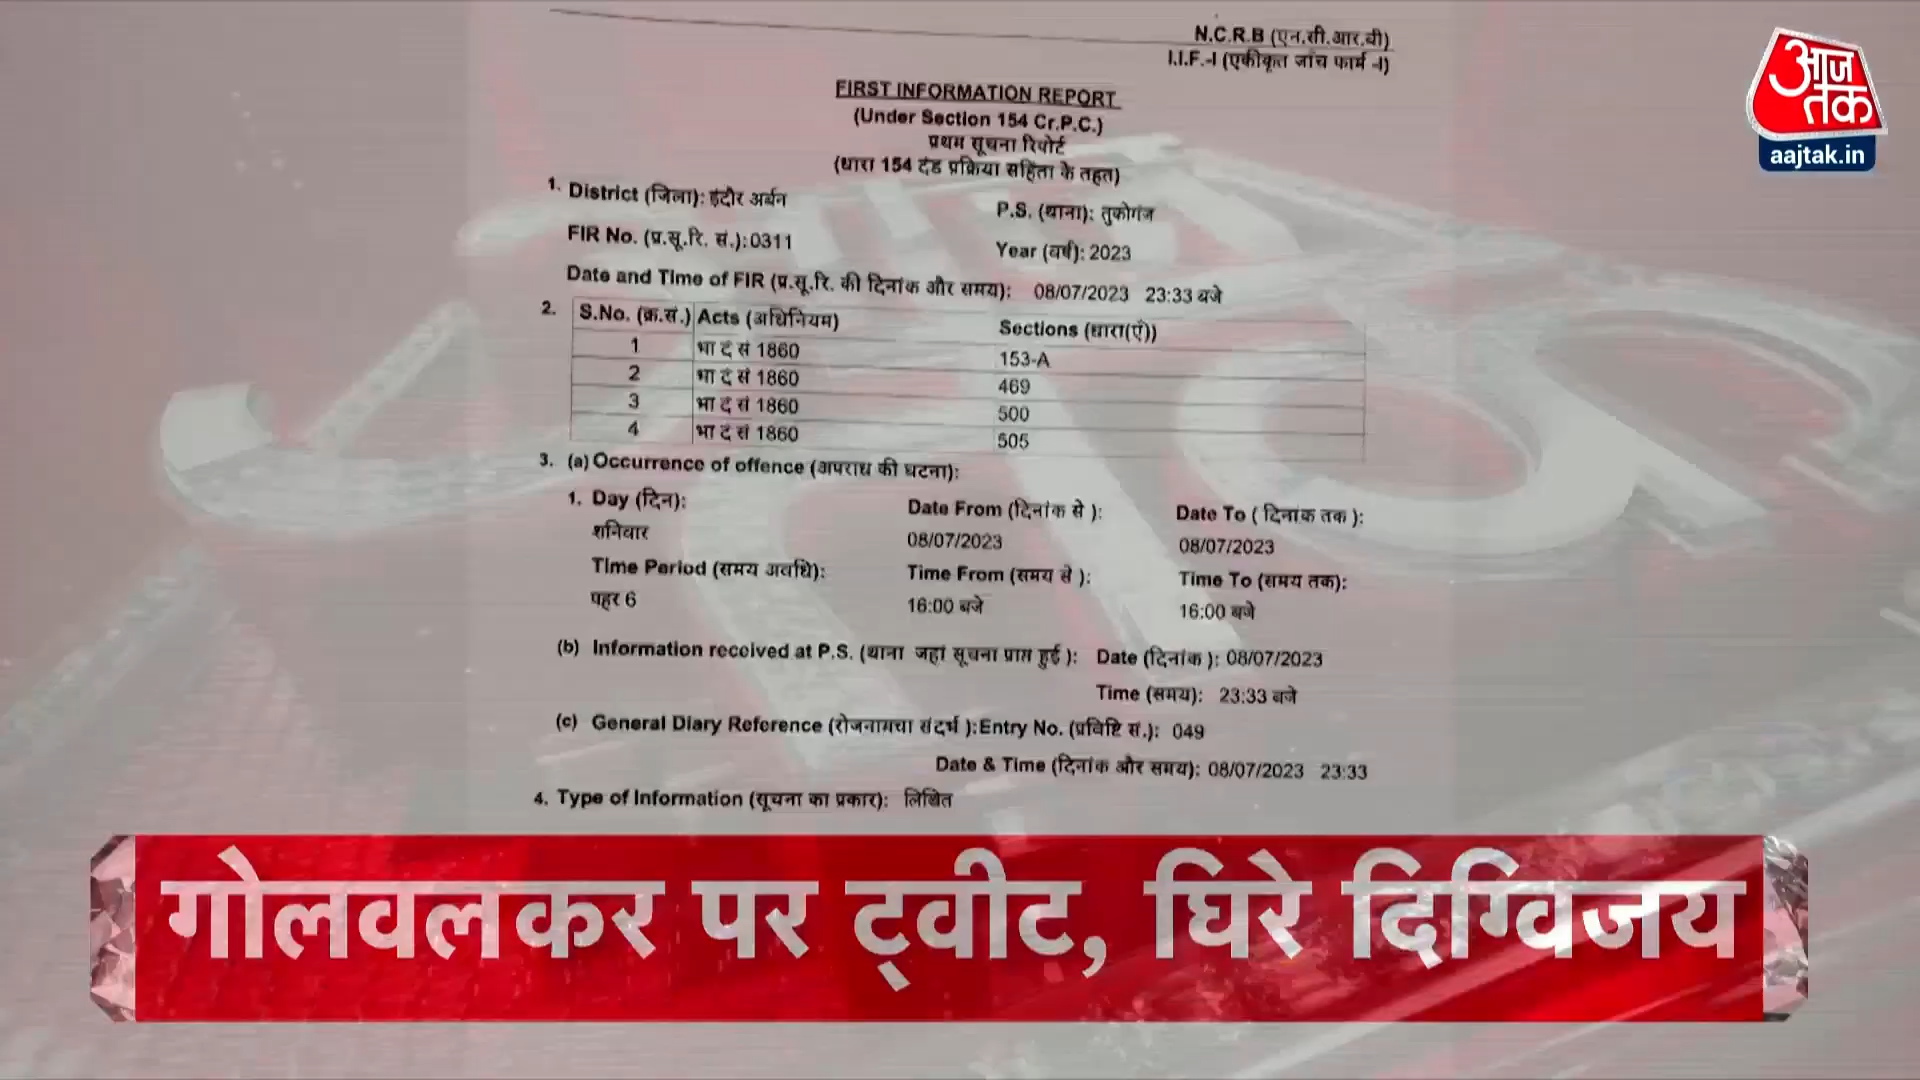 N.C.R.B (एन.सी.आर.बी)
I.I.F.-I (एकीकृत जाँच फार्म -I)
आज तक
aajtak.in
FIRST INFORMATION REPORT
(Under Section 154 Cr.P.C.)
प्रथम सूचना रिपोर्ट
(धारा 154 दंड प्रक्रिया संहिता के तहत)
1. District (जिला): इंदौर अर्बन P.S. (थाना): तुकोगंज
FIR No. (प्र.सू.रि. सं.):0311 Year (वर्ष): 2023
Date and Time of FIR (प्र.सू.रि. की दिनांक और समय): 08/07/2023 23:33 बजे
2. S.No. (क्र.सं.) Acts (अधिनियम) Sections (धारा(एँ))
1 भा दं सं 1860 153-A
2 भा दं सं 1860 469
3 भा दं सं 1860 500
4 भा दं सं 1860 505
3. (a) Occurrence of offence (अपराध की घटना):
1. Day (दिन): Date From (दिनांक से ): Date To ( दिनांक तक ):
शनिवार 08/07/2023 08/07/2023
Time Period (समय अवधि): Time From (समय से ): Time To (समय तक):
पहर 6 16:00 बजे 16:00 बजे
(b) Information received at P.S. (थाना जहां सूचना प्राप्त हुई ): Date (दिनांक ): 08/07/2023
Time (समय): 23:33 बजे
(c) General Diary Reference (रोजनामचा संदर्भ ):Entry No. (प्रविष्टि सं.): 049
Date & Time (दिनांक और समय): 08/07/2023 23:33
4. Type of Information (सूचना का प्रकार): लिखित
गोलवलकर पर ट्वीट, घिरे दिग्विजय